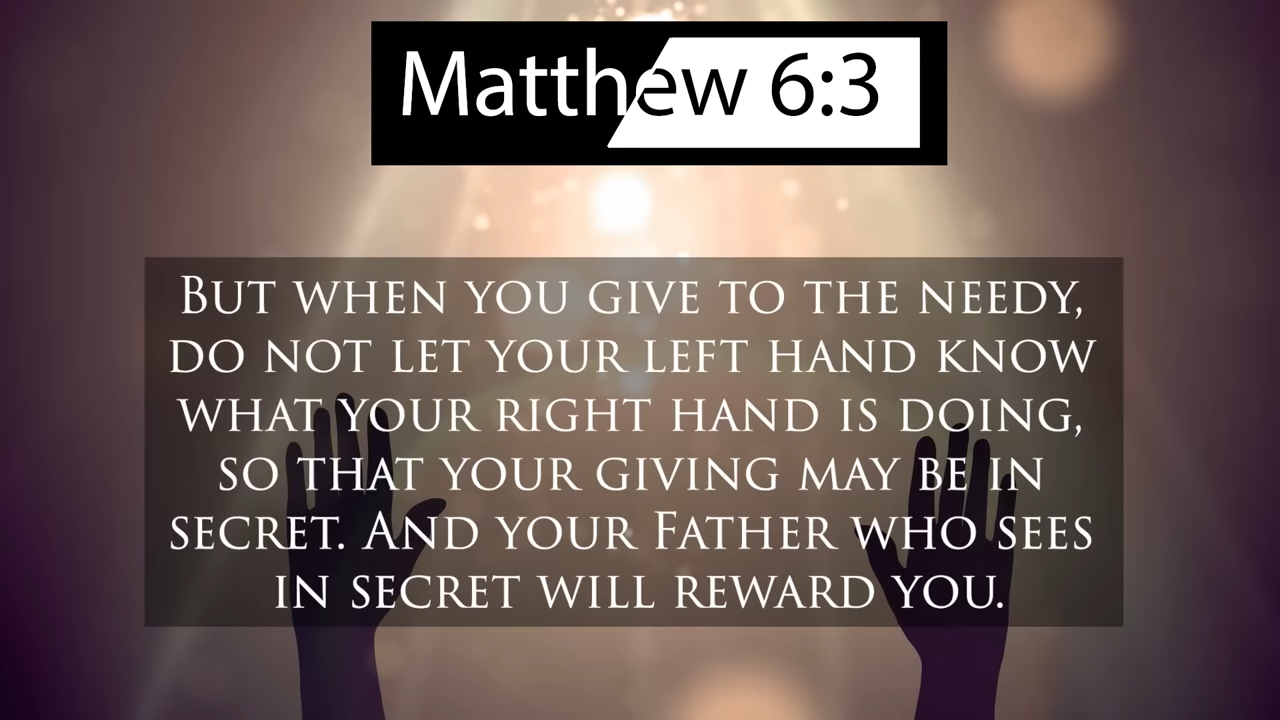 Matthew 6:3
But when you give to the needy,
do not let your left hand know
what your right hand is doing,
so that your giving may be in
secret. And your Father who sees
in secret will reward you.